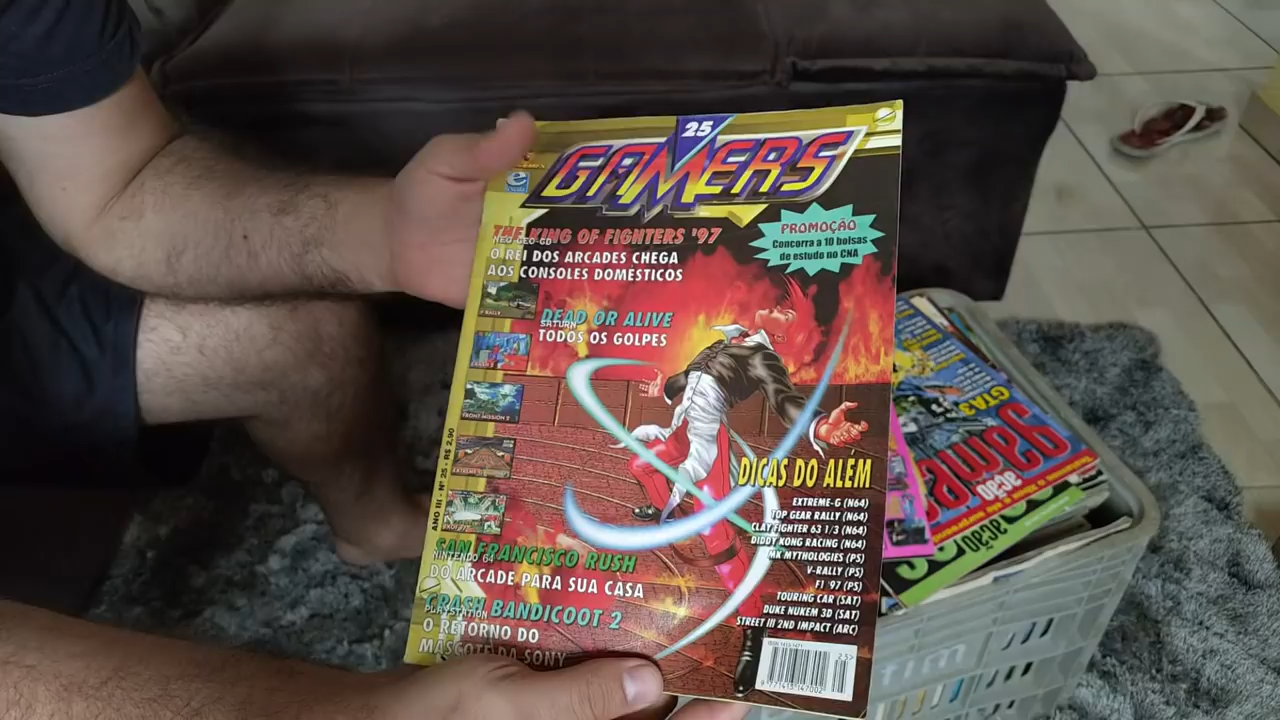 25
GAMERS
THE KING OF FIGHTERS '97
NEO GEO CD
O REI DOS ARCADES CHEGA
AOS CONSOLES DOMÉSTICOS
PROMOÇÃO
Concorra a 10 bolsas
de estudo no CNA
DEAD OR ALIVE
SATURN
TODOS OS GOLPES
FRONT MISSION 2
ANO III - Nº 25 - R$ 2,90
DICAS DO ALÉM
EXTREME-G (N64)
TOP GEAR RALLY (N64)
CLAY FIGHTER 63 1/3 (N64)
DIDDY KONG RACING (N64)
MK MYTHOLOGIES (PS)
V-RALLY (PS)
F1 '97 (PS)
TOURING CAR (SAT)
DUKE NUKEM 3D (SAT)
STREET III 2ND IMPACT (ARC)
SAN FRANCISCO RUSH
NINTENDO 64
DO ARCADE PARA SUA CASA
CRASH BANDICOOT 2
PLAYSTATION
O RETORNO DO
MASCOTE DA SONY
GTA3
ação
games
ação